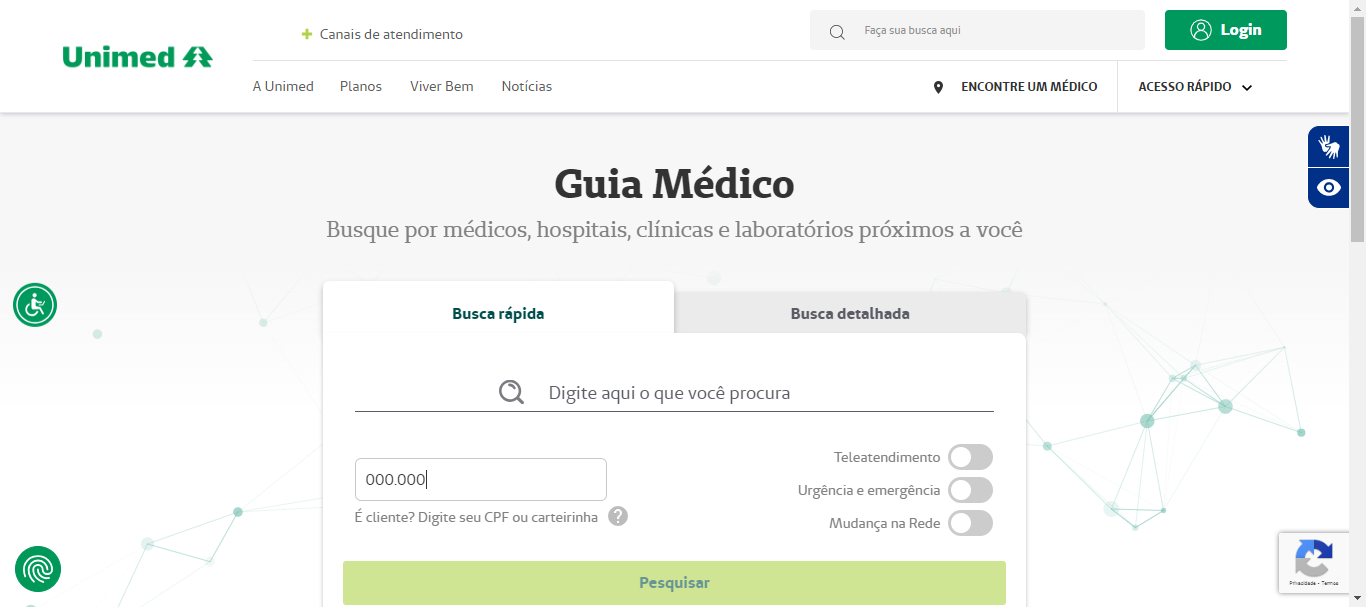 Unimed
Canais de atendimento
Faça sua busca aqui
Login
A Unimed
Planos
Viver Bem
Notícias
ENCONTRE UM MÉDICO
ACESSO RÁPIDO
Guia Médico
Busque por médicos, hospitais, clínicas e laboratórios próximos a você
Busca rápida
Busca detalhada
Digite aqui o que você procura
000.000
É cliente? Digite seu CPF ou carteirinha ?
Teleatendimento
Urgência e emergência
Mudança na Rede
Pesquisar
Privacidade - Termos